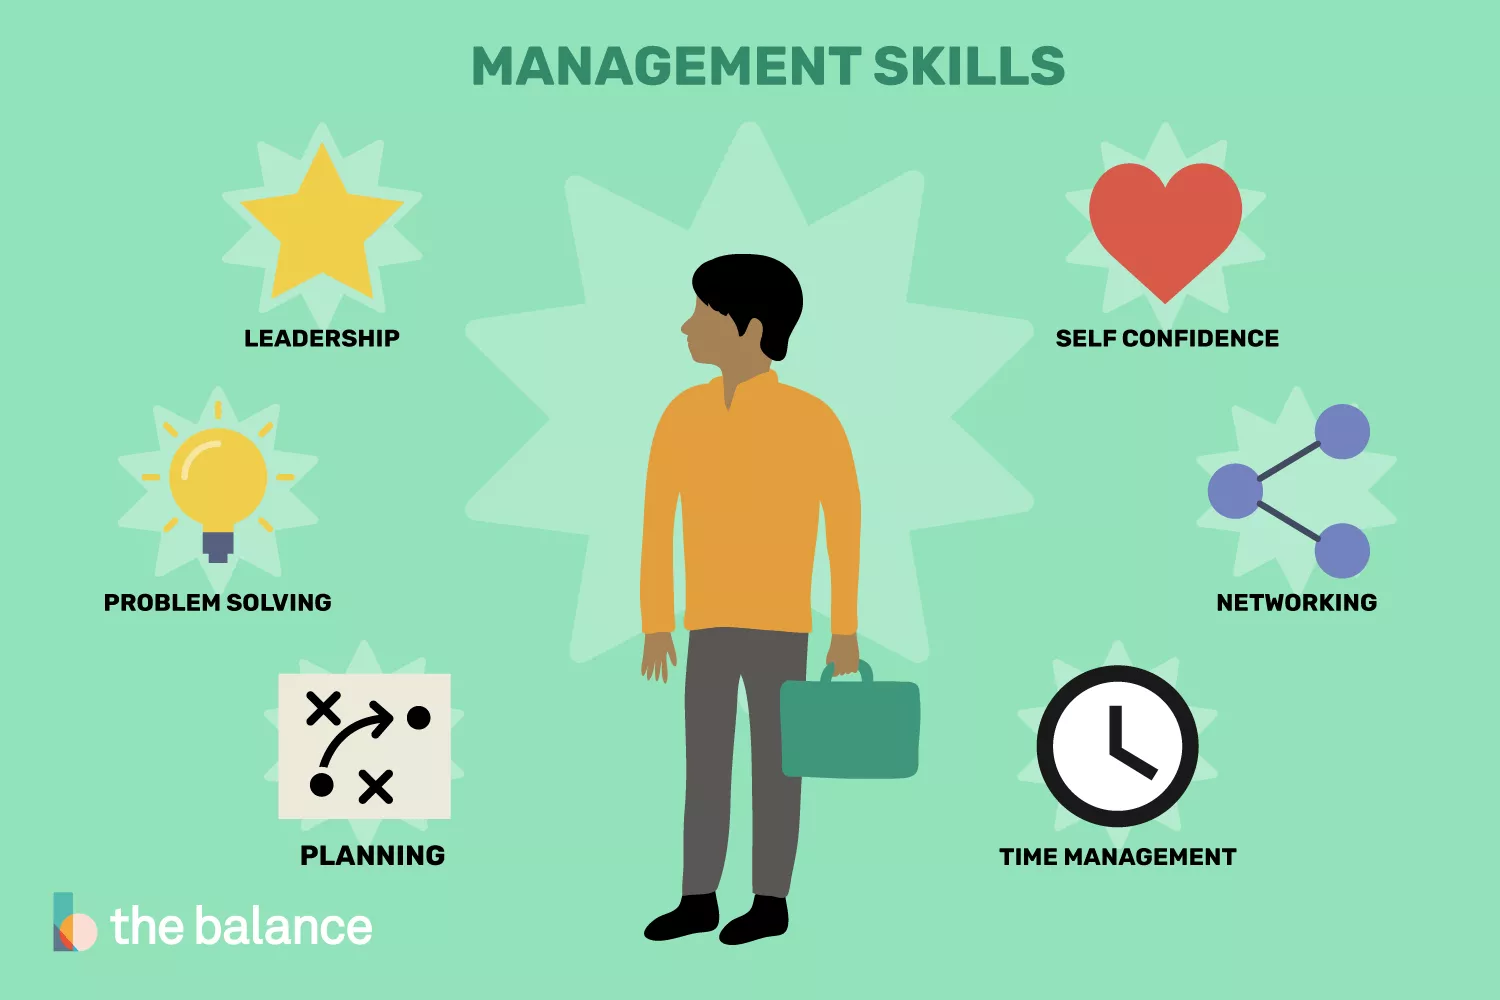 MANAGEMENT SKILLS
LEADERSHIP
SELF CONFIDENCE
PROBLEM SOLVING
NETWORKING
PLANNING
TIME MANAGEMENT
the balance